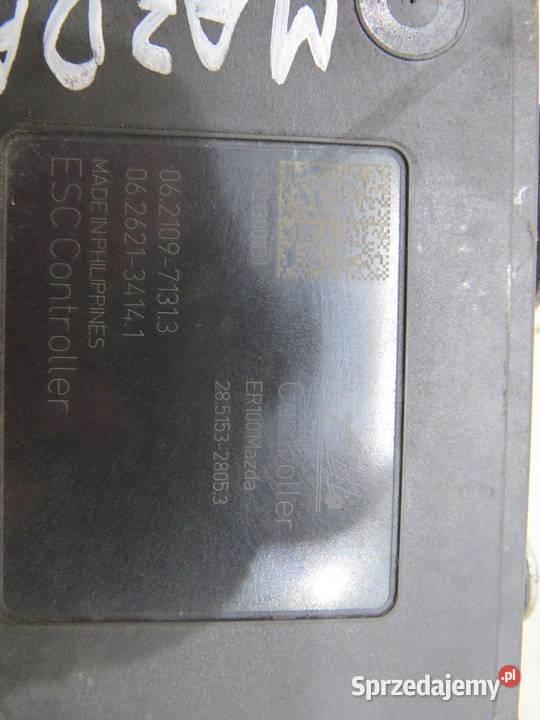 MAZDA
Ate
Controller
ER100Mazda
28.5153-2805.3
06.2109-7131.3
06.2621-3414.1
MADE IN PHILIPPINES
ESC Controller
Sprzedajemy.pl